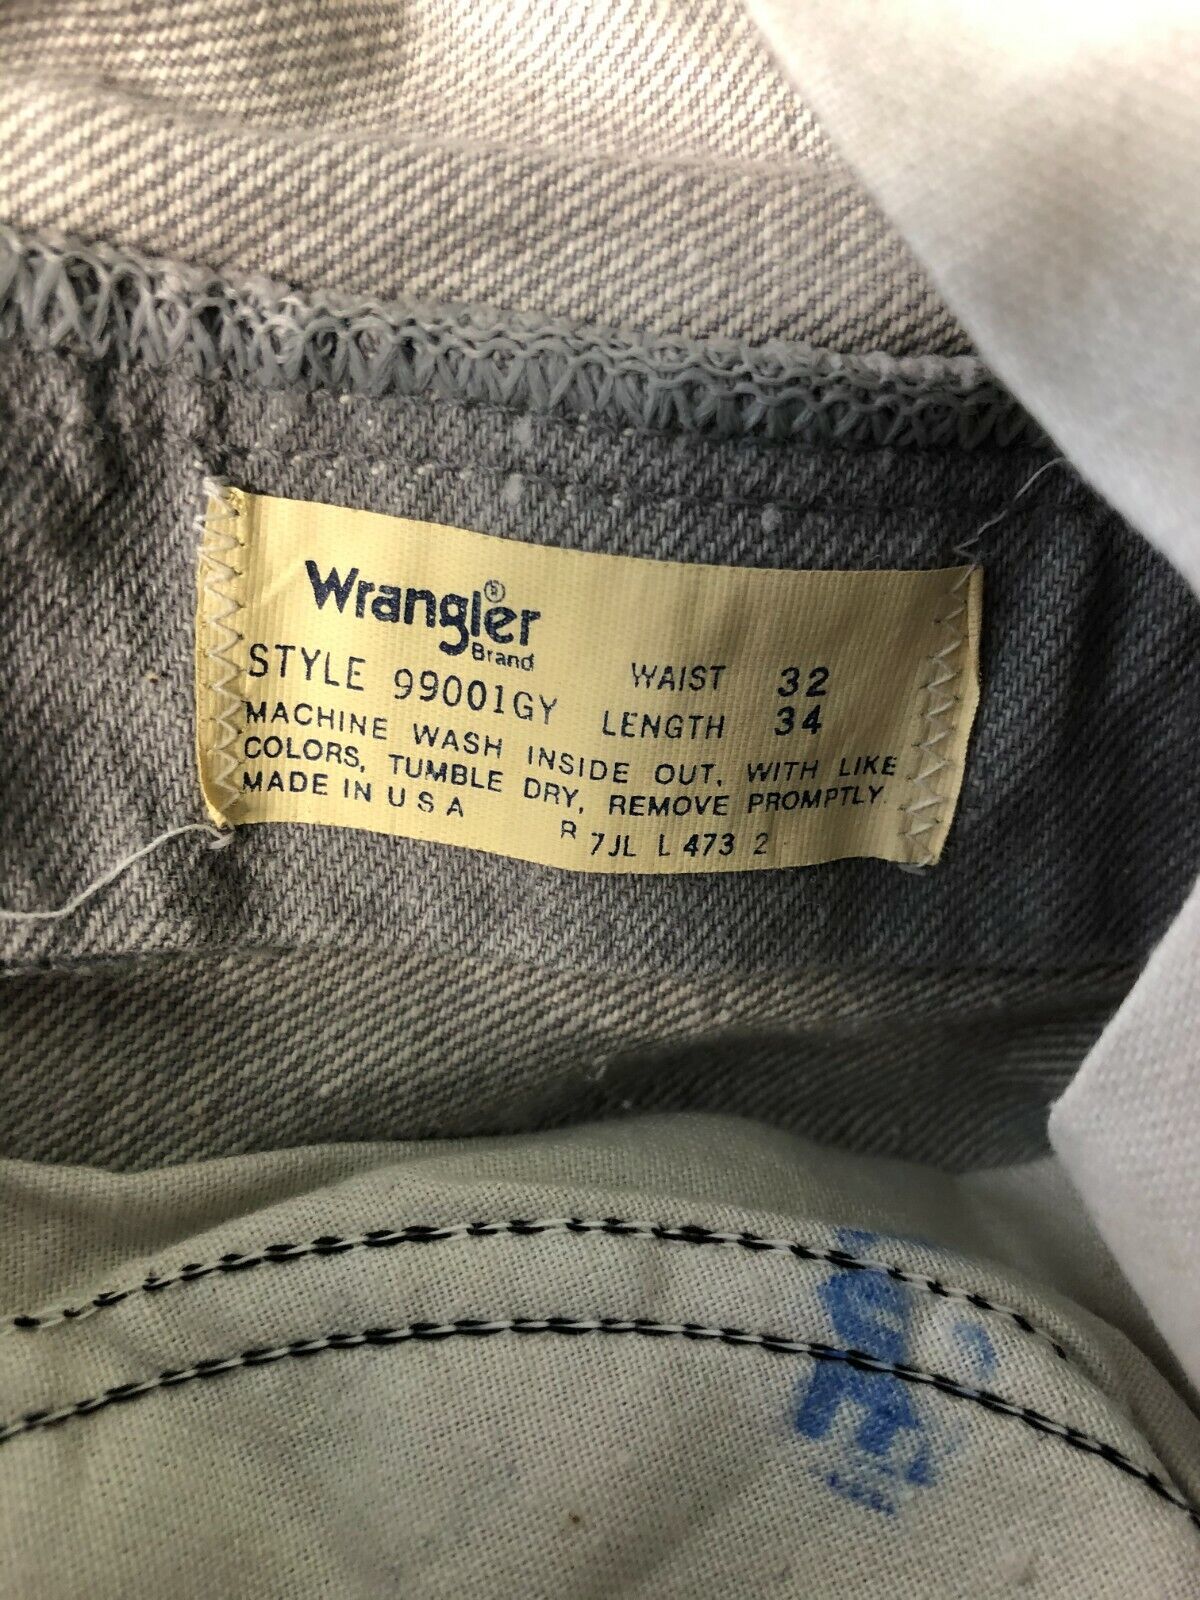 Wrangler®
Brand
STYLE 99001GY
WAIST 32
LENGTH 34
MACHINE WASH INSIDE OUT, WITH LIKE
COLORS, TUMBLE DRY, REMOVE PROMPTLY
MADE IN U S A
R 7JL L 473 2